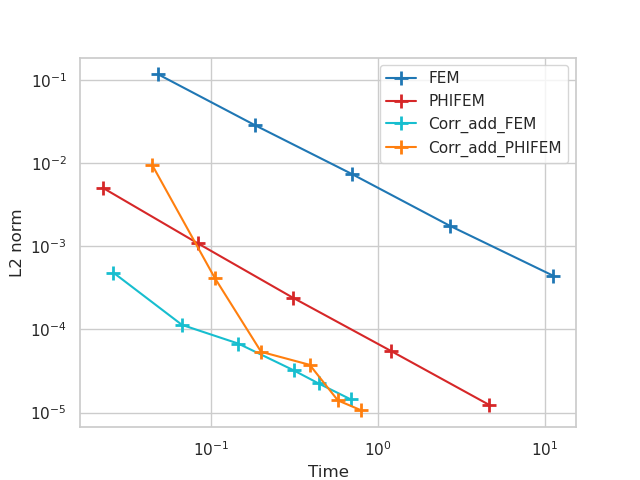 FEM
PHIFEM
Corr_add_FEM
Corr_add_PHIFEM
L2 norm
10⁻¹
10⁻²
10⁻³
10⁻⁴
10⁻⁵
10⁻¹ 10⁰ 10¹
Time